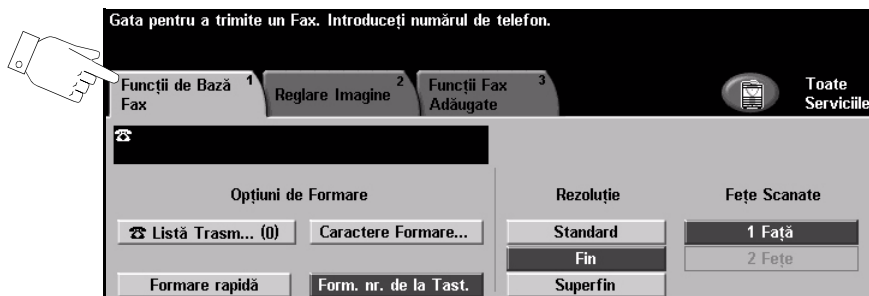 Gata pentru a trimite un Fax. Introduceți numărul de telefon.
Funcții de Bază 1
Fax
Reglare Imagine 2
Funcții Fax 3
Adăugate
Toate
Serviciile
Opțiuni de Formare
Rezoluție
Fețe Scanate
Listă Trasm... (0)
Caractere Formare...
Standard
1 Față
Fin
2 Fețe
Formare rapidă
Form. nr. de la Tast.
Superfin